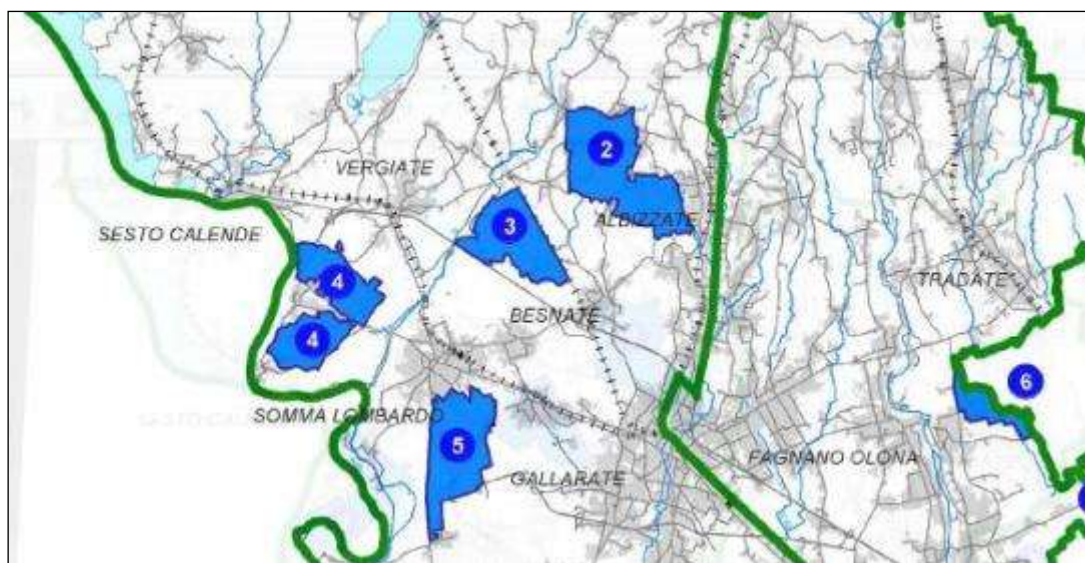 2
VERGIATE
ALBIZZATE
SESTO CALENDE
3
4
TRADATE
BESNATE
4
6
SOMMA LOMBARDO
5
FAGNANO OLONA
GALLARATE